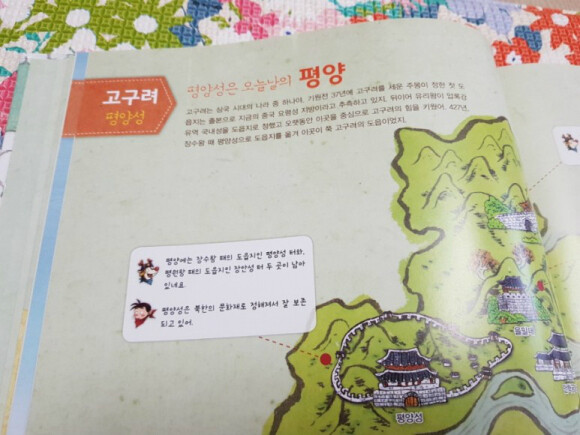 고구려
평양성
평양성은 오늘날의 평양
고구려는 삼국 시대의 나라 중 하나야. 기원전 37년에 고구려를 세운 주몽이 정한 첫 도
읍지는 졸본으로 지금의 중국 요령성 지방이라고 추측하고 있지. 뒤이어 유리왕이 압록강
유역 국내성을 도읍지로 정했고 오랫동안 이곳을 중심으로 고구려의 힘을 키웠어. 427년,
장수왕 때 평양성으로 도읍지를 옮겨 이곳이 쭉 고구려의 도읍이었지.
평양에는 장수왕 때의 도읍지인 평양성 터와,
평원왕 때의 도읍지인 장안성 터 두 곳이 남아
있네요.
평양성은 북한의 문화재로 정해져서 잘 보존
되고 있어.
을밀대
평양성